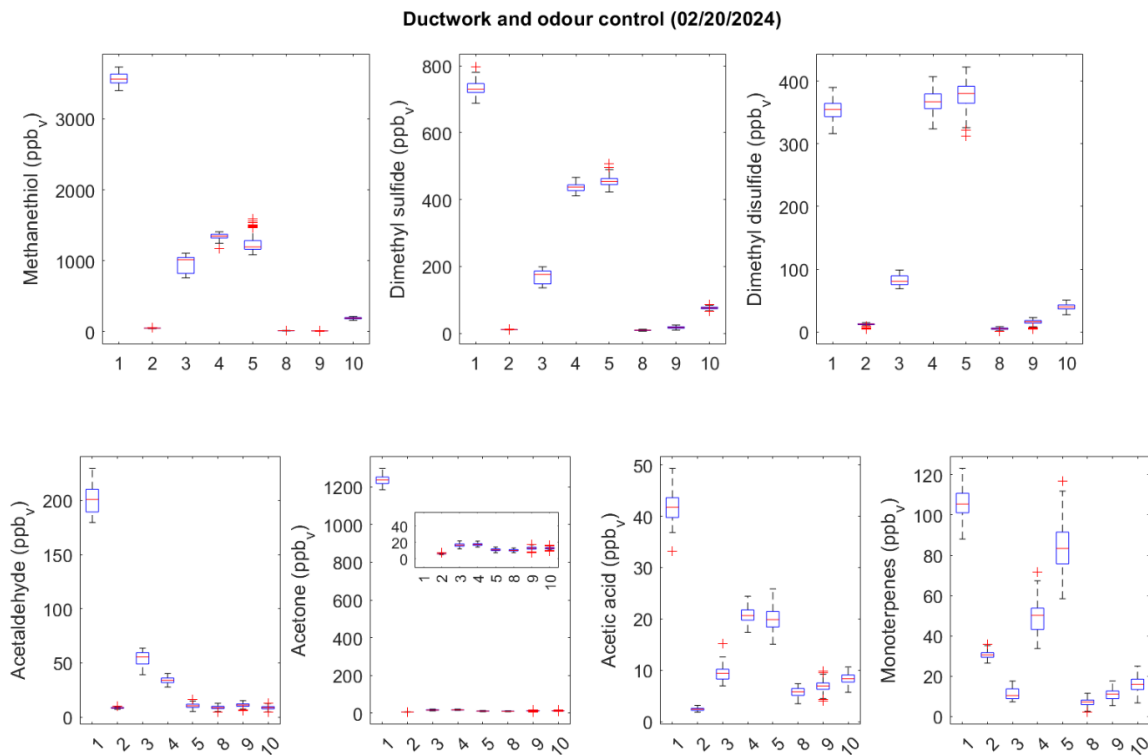 Ductwork and odour control (02/20/2024)
Methanethiol (ppbv)
3000
2000
1000
0
1 2 3 4 5 8 9 10
Dimethyl sulfide (ppbv)
800
600
400
200
0
1 2 3 4 5 8 9 10
Dimethyl disulfide (ppbv)
400
300
200
100
0
1 2 3 4 5 8 9 10
Acetaldehyde (ppbv)
200
150
100
50
0
1 2 3 4 5 8 9 10
Acetone (ppbv)
1200
1000
800
600
400
200
0
40
20
0
1 2 3 4 5 8 9 10
1 2 3 4 5 8 9 10
Acetic acid (ppbv)
50
40
30
20
10
0
1 2 3 4 5 8 9 10
Monoterpenes (ppbv)
120
100
80
60
40
20
0
1 2 3 4 5 8 9 10